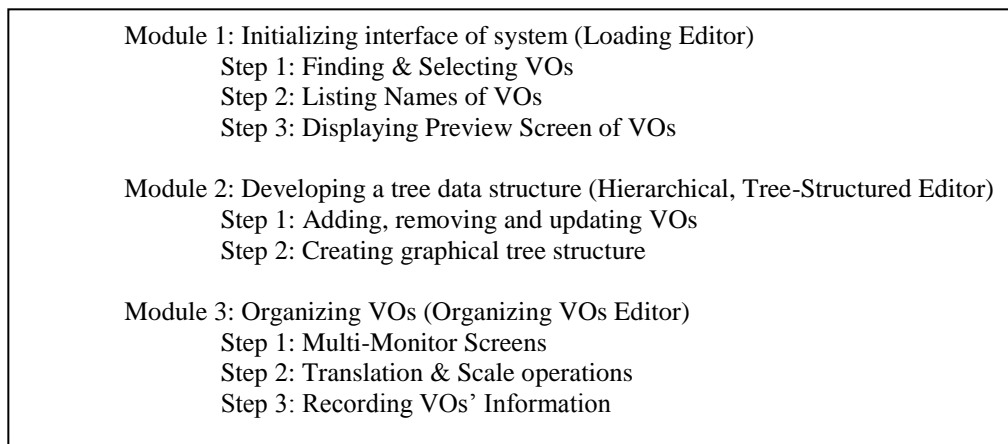 Module 1: Initializing interface of system (Loading Editor)
Step 1: Finding & Selecting VOs
Step 2: Listing Names of VOs
Step 3: Displaying Preview Screen of VOs
Module 2: Developing a tree data structure (Hierarchical, Tree-Structured Editor)
Step 1: Adding, removing and updating VOs
Step 2: Creating graphical tree structure
Module 3: Organizing VOs (Organizing VOs Editor)
Step 1: Multi-Monitor Screens
Step 2: Translation & Scale operations
Step 3: Recording VOs’ Information